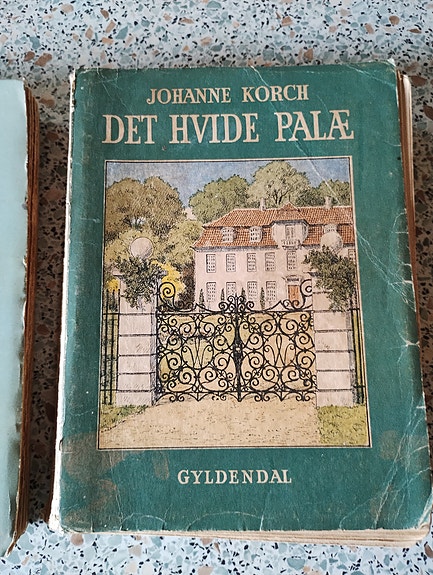 JOHANNE KORCH
DET HVIDE PALÆ
GYLDENDAL